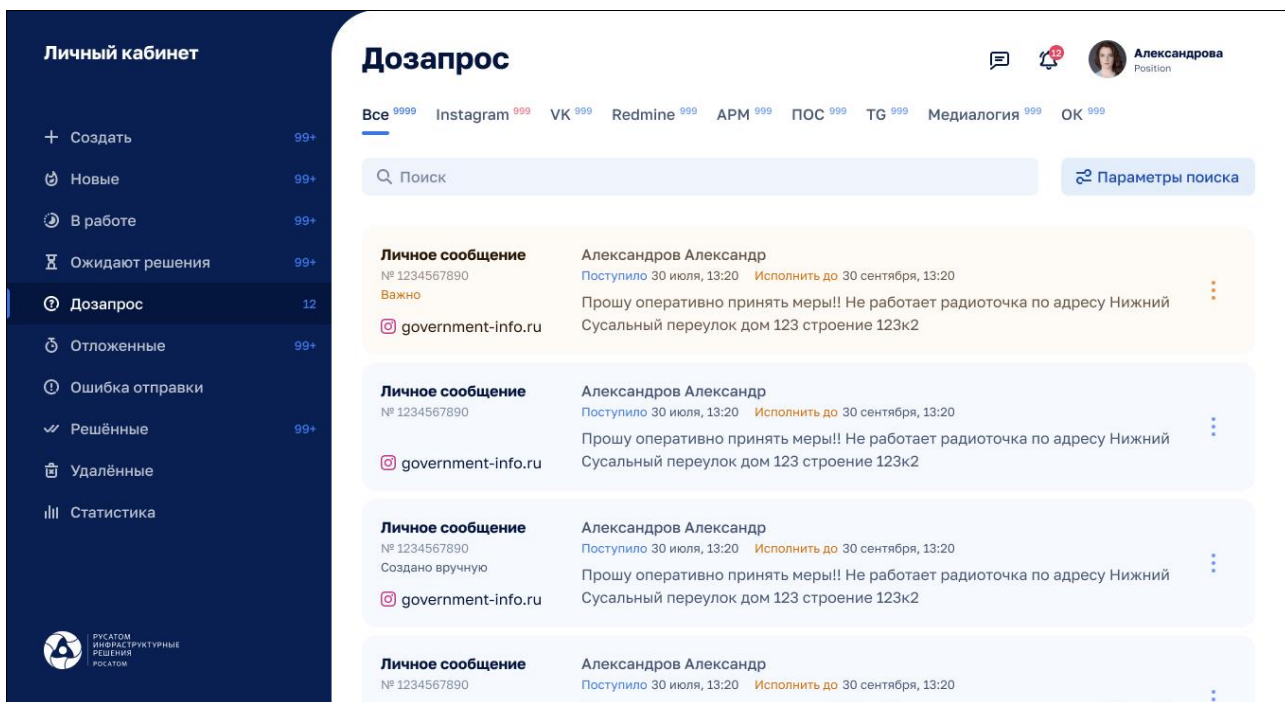 Личный кабинет
Создать 99+
Новые 99+
В работе 99+
Ожидают решения 99+
Дозапрос 12
Отложенные 99+
Ошибка отправки
Решённые 99+
Удалённые
Статистика
РУСАТОМ
ИНФРАСТРУКТУРНЫЕ
РЕШЕНИЯ
РОСАТОМ
Дозапрос
12
Александрова
Position
Все 9999 Instagram 999 VK 999 Redmine 999 АРМ 999 ПОС 999 TG 999 Медиалогия 999 ОК 999
Поиск
Параметры поиска
Личное сообщение
№ 1234567890
Важно
government-info.ru
Александров Александр
Поступило 30 июля, 13:20 Исполнить до 30 сентября, 13:20
Прошу оперативно принять меры!! Не работает радиоточка по адресу Нижний
Сусальный переулок дом 123 строение 123к2
Личное сообщение
№ 1234567890
government-info.ru
Александров Александр
Поступило 30 июля, 13:20 Исполнить до 30 сентября, 13:20
Прошу оперативно принять меры!! Не работает радиоточка по адресу Нижний
Сусальный переулок дом 123 строение 123к2
Личное сообщение
№ 1234567890
Создано вручную
government-info.ru
Александров Александр
Поступило 30 июля, 13:20 Исполнить до 30 сентября, 13:20
Прошу оперативно принять меры!! Не работает радиоточка по адресу Нижний
Сусальный переулок дом 123 строение 123к2
Личное сообщение
№ 1234567890
Александров Александр
Поступило 30 июля, 13:20 Исполнить до 30 сентября, 13:20